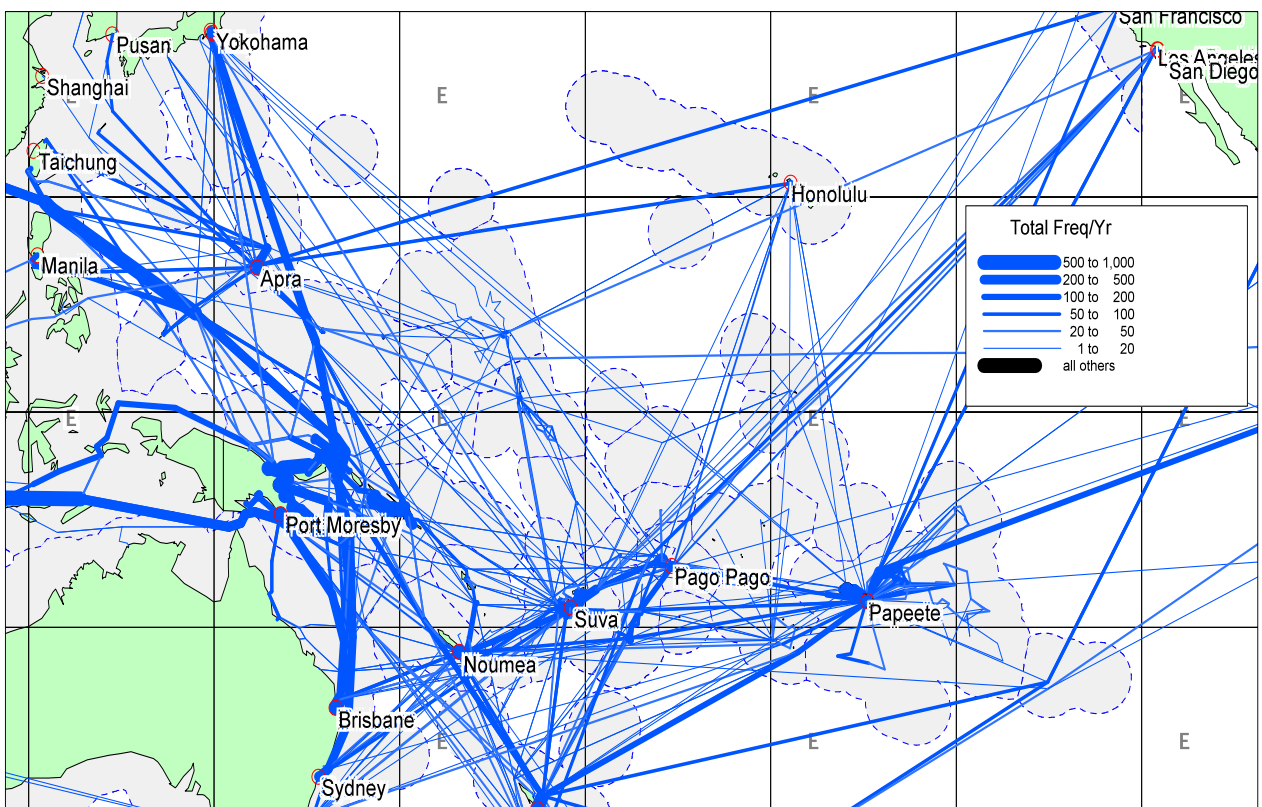 San Francisco
Pusan
Yokohama
Los Angeles
San Diego
Shanghai
E
E
E
E
Taichung
Honolulu
Manila
Apra
Total Freq/Yr
500 to 1,000
200 to 500
100 to 200
50 to 100
20 to 50
1 to 20
all others
E
E
E
E
Port Moresby
Pago Pago
Suva
Papeete
Noumea
Brisbane
E
E
E
Sydney